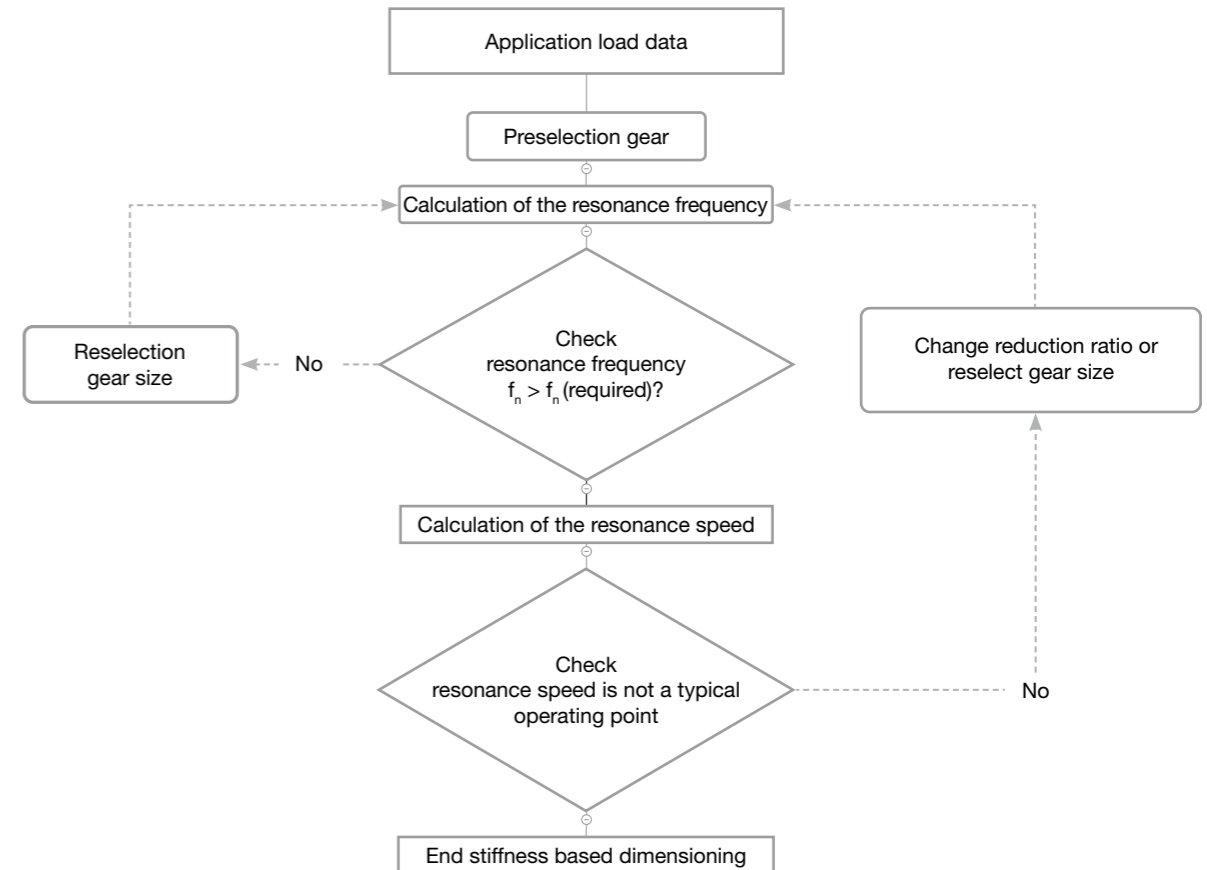 Application load data
Preselection gear
Calculation of the resonance frequency
Check
resonance frequency
fn > fn (required)?
No
Reselection
gear size
Change reduction ratio or
reselect gear size
Calculation of the resonance speed
Check
resonance speed is not a typical
operating point
No
End stiffness based dimensioning